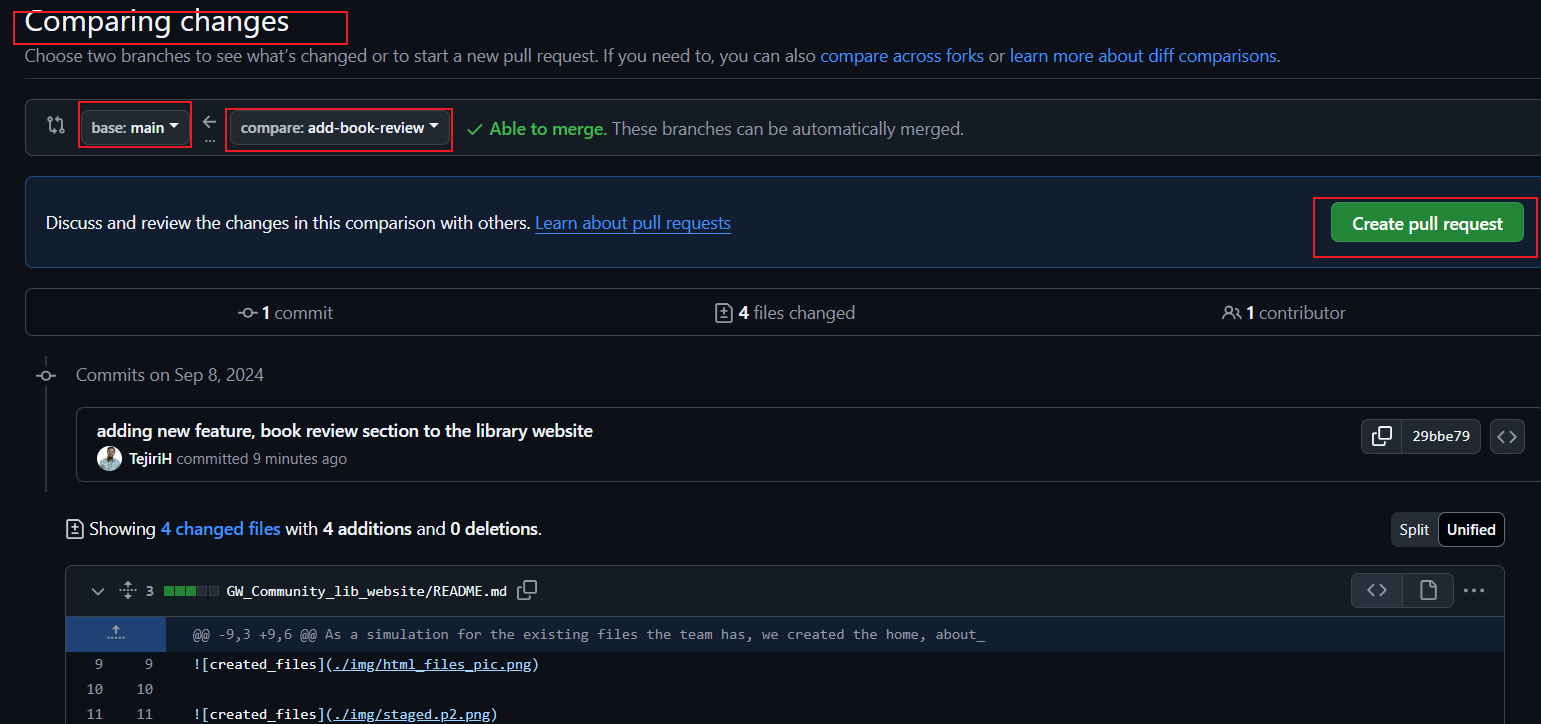 Comparing changes
Choose two branches to see what's changed or to start a new pull request. If you need to, you can also compare across forks or learn more about diff comparisons.
base: main
compare: add-book-review
Able to merge. These branches can be automatically merged.
Discuss and review the changes in this comparison with others. Learn about pull requests
Create pull request
1 commit
4 files changed
1 contributor
Commits on Sep 8, 2024
adding new feature, book review section to the library website
29bbe79
TejiriH committed 9 minutes ago
Showing 4 changed files with 4 additions and 0 deletions.
Split
Unified
3 GW_Community_lib_website/README.md
@@ -9,3 +9,6 @@ As a simulation for the existing files the team has, we created the home, about_
9 9 ![created_files](./img/html_files_pic.png)
10 10
11 11 ![created_files](./img/staged.p2.png)